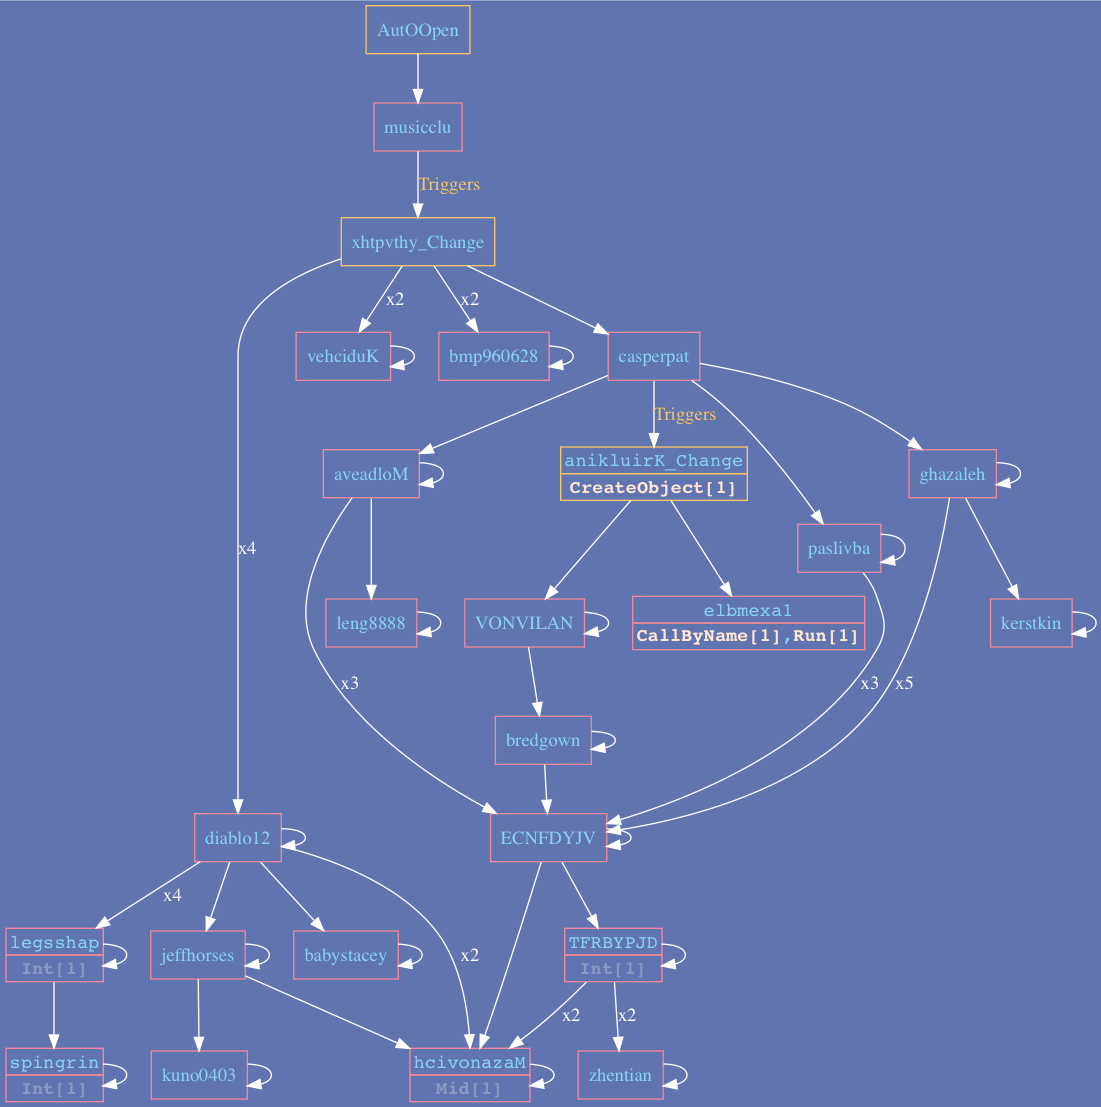 AutOOpen
musicclu
Triggers
xhtpvthy_Change
x2
x2
vehciduK
bmp960628
casperpat
Triggers
aveadloM
anikluirK_Change
CreateObject[1]
ghazaleh
paslivba
x4
leng8888
VONVILAN
elbmexa1
CallByName[1],Run[1]
kerstkin
x3
x3
x5
bredgown
diablo12
ECNFDYJV
x4
legsshap
Int[1]
jeffhorses
babystacey
x2
TFRBYPJD
Int[1]
x2
x2
spingrin
Int[1]
kuno0403
hcivonazaM
Mid[1]
zhentian